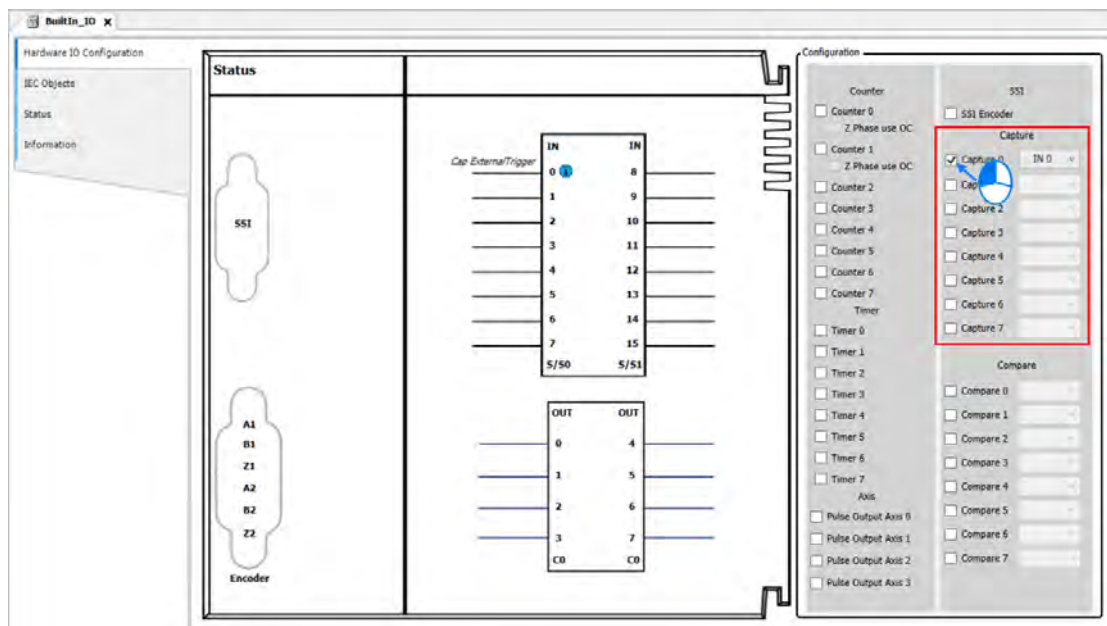 BuiltIn_IO x
Hardware IO Configuration
IEC Objects
Status
Information
Status
SSI
A1
B1
Z1
A2
B2
Z2
Encoder
Cap ExternalTrigger
IN IN
0 i 8
1 9
2 10
3 11
4 12
5 13
6 14
7 15
S/S0 S/S1
OUT OUT
0 4
1 5
2 6
3 7
C0 C0
Configuration
Counter
Counter 0
Z Phase use OC
Counter 1
Z Phase use OC
Counter 2
Counter 3
Counter 4
Counter 5
Counter 6
Counter 7
Timer
Timer 0
Timer 1
Timer 2
Timer 3
Timer 4
Timer 5
Timer 6
Timer 7
Axis
Pulse Output Axis 0
Pulse Output Axis 1
Pulse Output Axis 2
Pulse Output Axis 3
SSI
SSI Encoder
Capture
Capture 0 IN 0
Cap
Capture 2
Capture 3
Capture 4
Capture 5
Capture 6
Capture 7
Compare
Compare 0
Compare 1
Compare 2
Compare 3
Compare 4
Compare 5
Compare 6
Compare 7